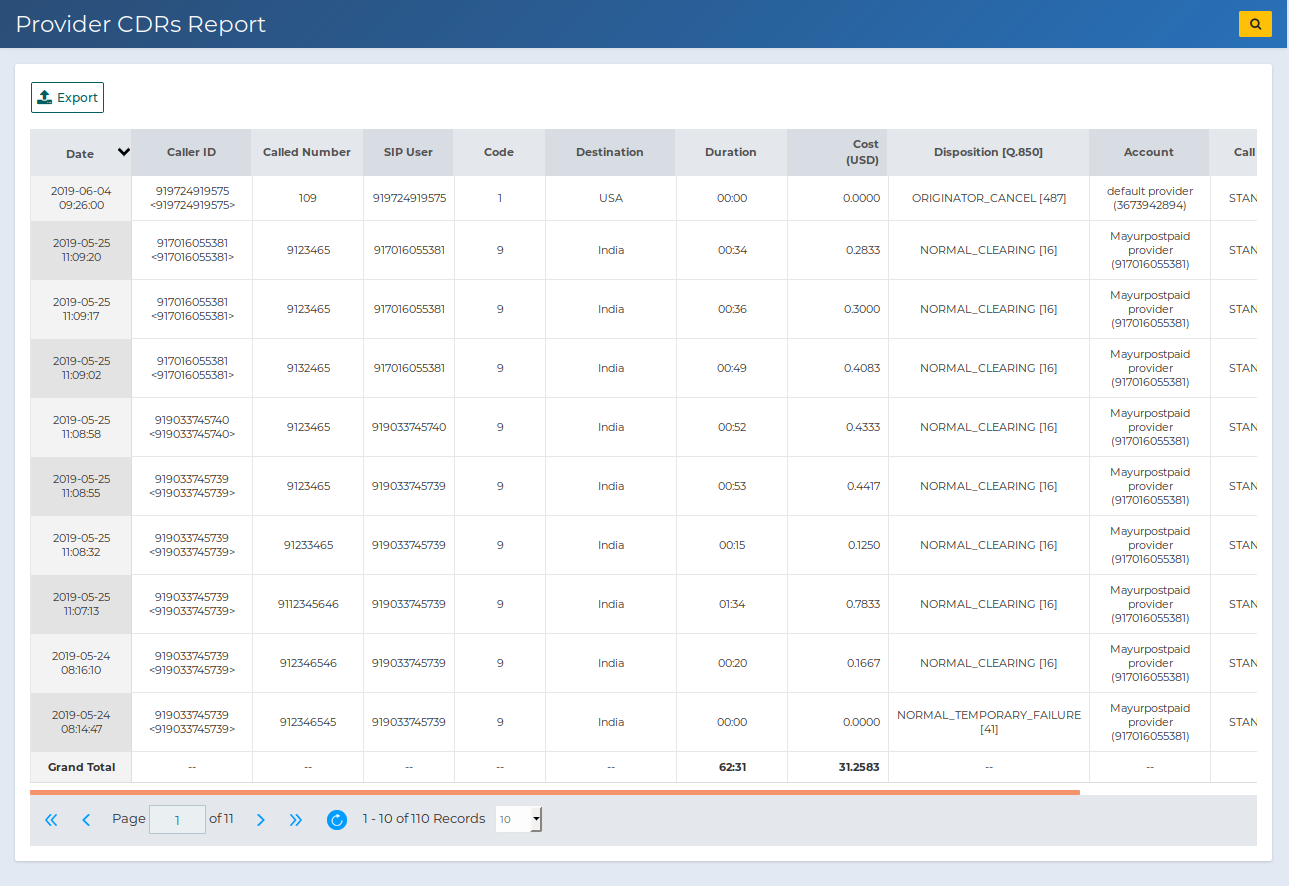 Provider CDRs Report
Export
Date Caller ID Called Number SIP User Code Destination Duration Cost (USD) Disposition [Q.850] Account Call
2019-06-04 09:26:00 919724919575 <919724919575> 109 919724919575 1 USA 00:00 0.0000 ORIGINATOR_CANCEL [487] default provider (3673942894) STAN
2019-05-25 11:09:20 917016055381 <917016055381> 9123465 917016055381 9 India 00:34 0.2833 NORMAL_CLEARING [16] Mayurpostpaid provider (917016055381) STAN
2019-05-25 11:09:17 917016055381 <917016055381> 9123465 917016055381 9 India 00:36 0.3000 NORMAL_CLEARING [16] Mayurpostpaid provider (917016055381) STAN
2019-05-25 11:09:02 917016055381 <917016055381> 9132465 917016055381 9 India 00:49 0.4083 NORMAL_CLEARING [16] Mayurpostpaid provider (917016055381) STAN
2019-05-25 11:08:58 919033745740 <919033745740> 9123465 919033745740 9 India 00:52 0.4333 NORMAL_CLEARING [16] Mayurpostpaid provider (917016055381) STAN
2019-05-25 11:08:55 919033745739 <919033745739> 9123465 919033745739 9 India 00:53 0.4417 NORMAL_CLEARING [16] Mayurpostpaid provider (917016055381) STAN
2019-05-25 11:08:32 919033745739 <919033745739> 91233465 919033745739 9 India 00:15 0.1250 NORMAL_CLEARING [16] Mayurpostpaid provider (917016055381) STAN
2019-05-25 11:07:13 919033745739 <919033745739> 9112345646 919033745739 9 India 01:34 0.7833 NORMAL_CLEARING [16] Mayurpostpaid provider (917016055381) STAN
2019-05-24 08:16:10 919033745739 <919033745739> 912346546 919033745739 9 India 00:20 0.1667 NORMAL_CLEARING [16] Mayurpostpaid provider (917016055381) STAN
2019-05-24 08:14:47 919033745739 <919033745739> 912346545 919033745739 9 India 00:00 0.0000 NORMAL_TEMPORARY_FAILURE [41] Mayurpostpaid provider (917016055381) STAN
Grand Total -- -- -- -- -- 62:31 31.2583 -- --
Page 1 of 11 1 - 10 of 110 Records 10